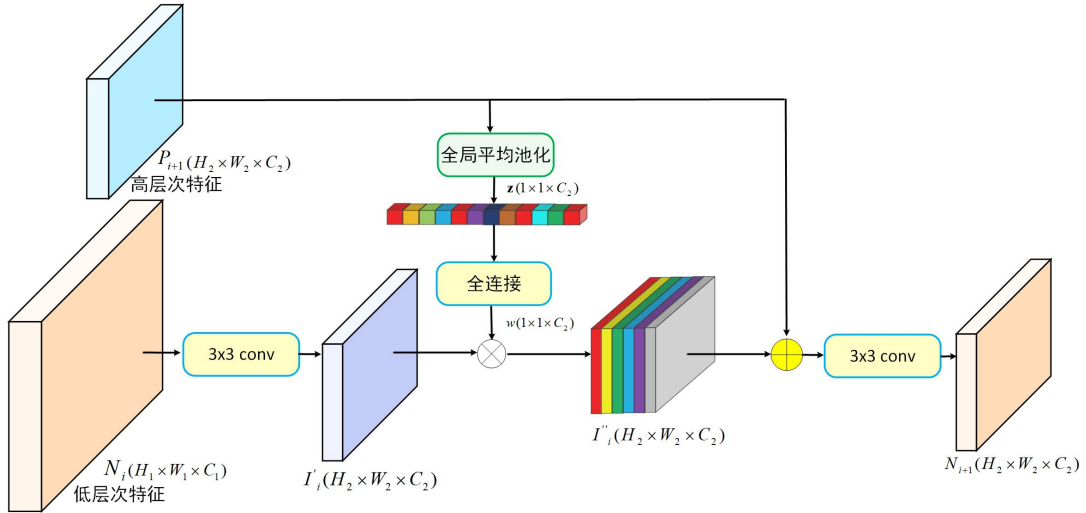 P_{i+1}(H_2×W_2×C_2)
高层次特征
全局平均池化
z(1×1×C_2)
全连接
w(1×1×C_2)
3x3 conv
3x3 conv
N_i(H_1×W_1×C_1)
低层次特征
I'_i(H_2×W_2×C_2)
I''_i(H_2×W_2×C_2)
N_{i+1}(H_2×W_2×C_2)